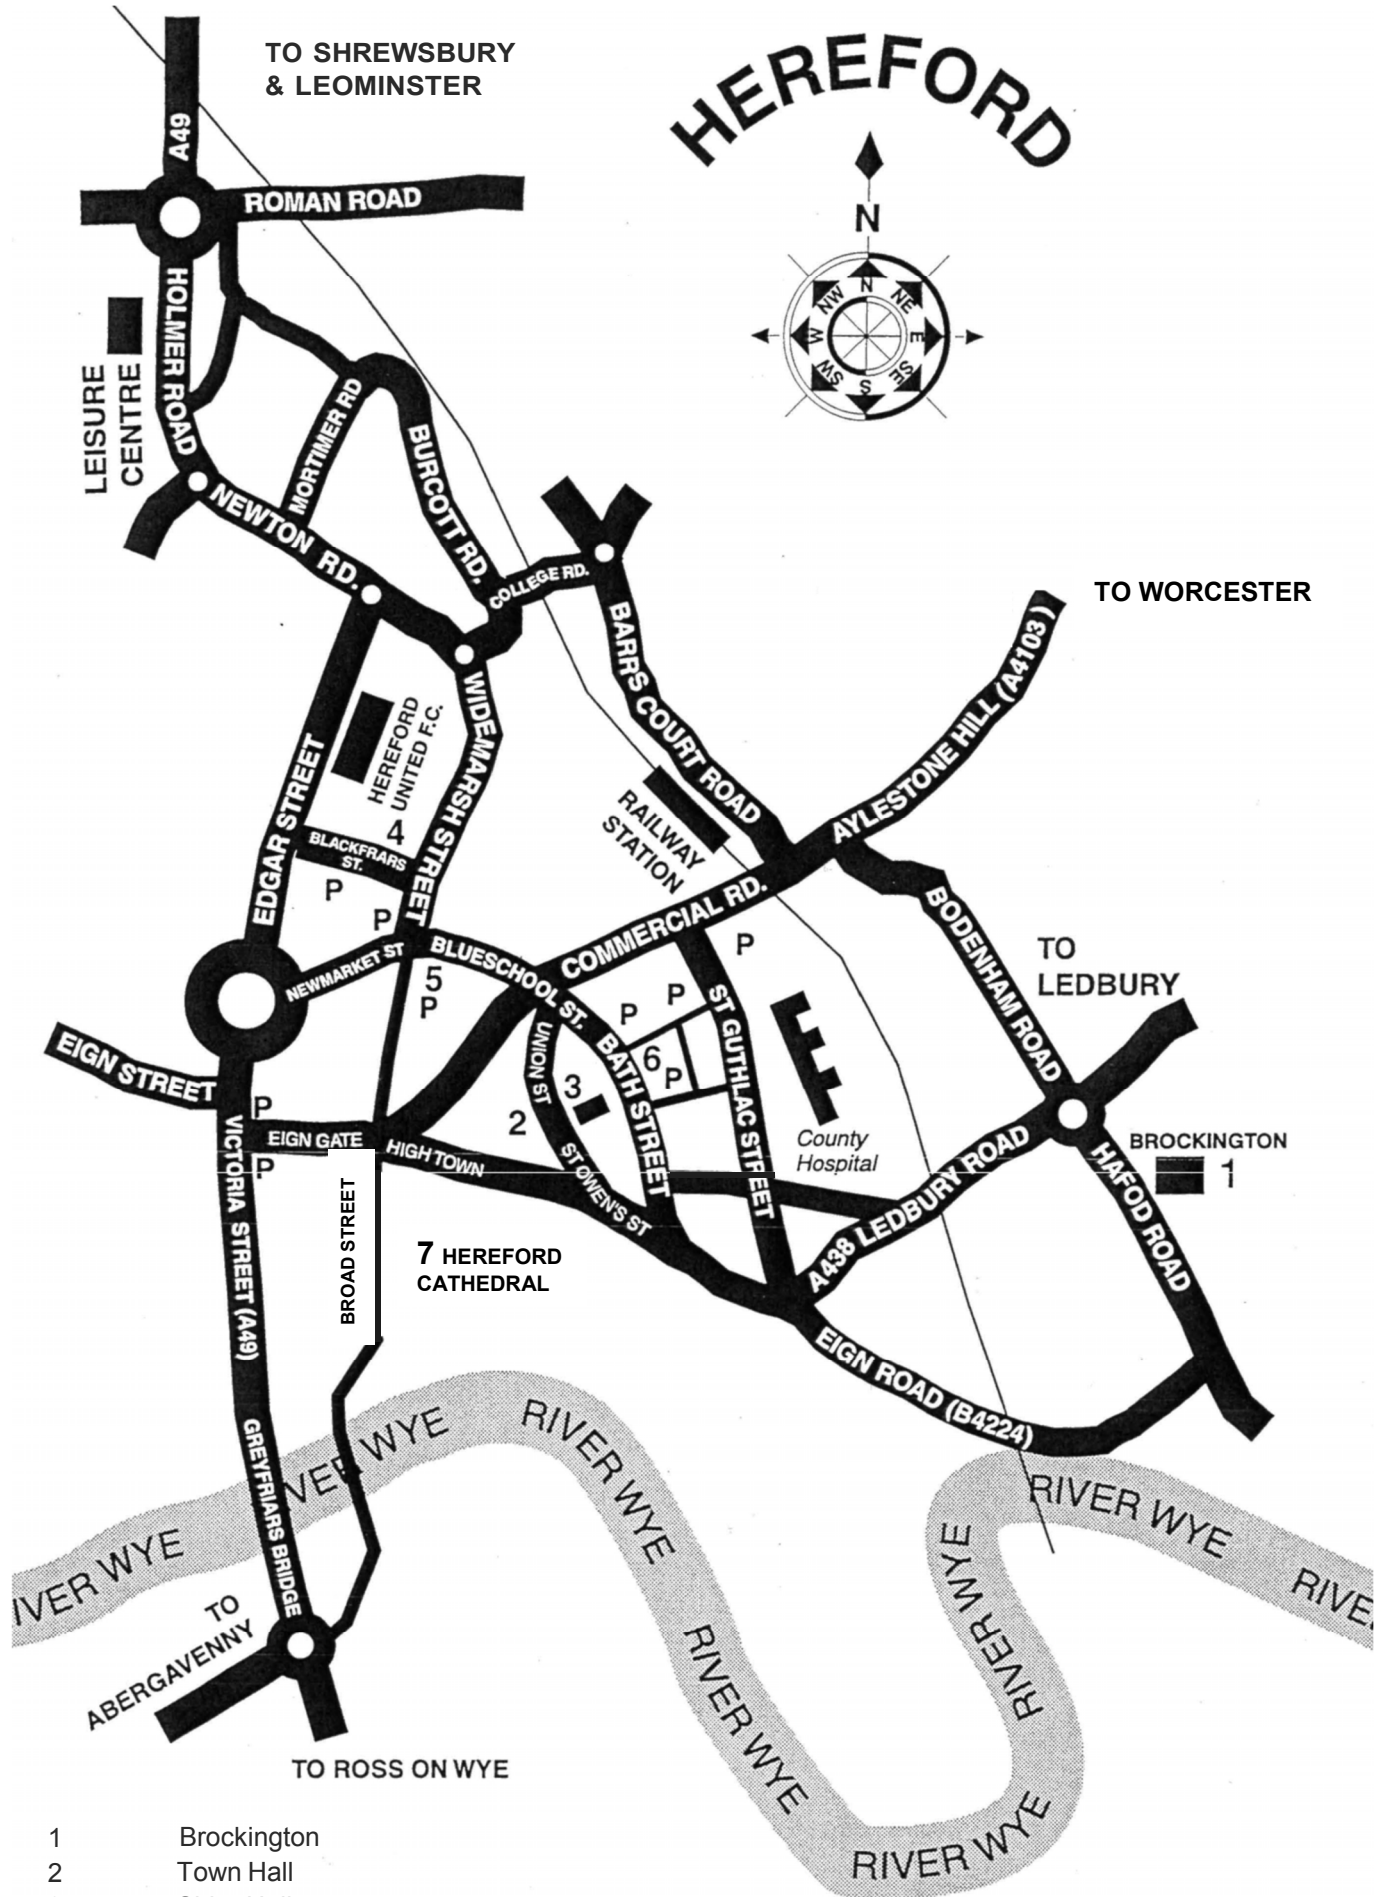 TO SHREWSBURY
& LEOMINSTER
HEREFORD
A49
ROMAN ROAD
N
N
NE
E
SE
S
SW
W
NW
HOLMER ROAD
LEISURE
CENTRE
MORTIMER RD
BURCOTT RD.
NEWTON RD.
COLLEGE RD.
TO WORCESTER
BARRS COURT ROAD
AYLESTONE HILL (A4103)
HEREFORD
UNITED F.C.
WIDEMARSH STREET
EDGAR STREET
4
BLACKFRARS
ST.
P
P
RAILWAY
STATION
COMMERCIAL RD.
P
BODENHAM ROAD
TO
LEDBURY
NEWMARKET ST
BLUESCHOOL ST.
5
P
P
P
ST GUTHLAC STREET
EIGN STREET
UNION ST
BATH STREET
6
P
3
2
P
EIGN GATE
P
HIGH TOWN
ST OWEN'S ST
County
Hospital
BROCKINGTON
1
A438 LEDBURY ROAD
HAFOD ROAD
VICTORIA STREET (A49)
BROAD STREET
7 HEREFORD
CATHEDRAL
EIGN ROAD (B4224)
GREYFRIARS BRIDGE
IVER WYE
VER WYE
RIVER WYE
RIVER WYE
RIVER WYE
RIVER WYE
RIVER WYE
RIVER WYE
RIVE
TO
ABERGAVENNY
TO ROSS ON WYE
1 Brockington
2 Town Hall